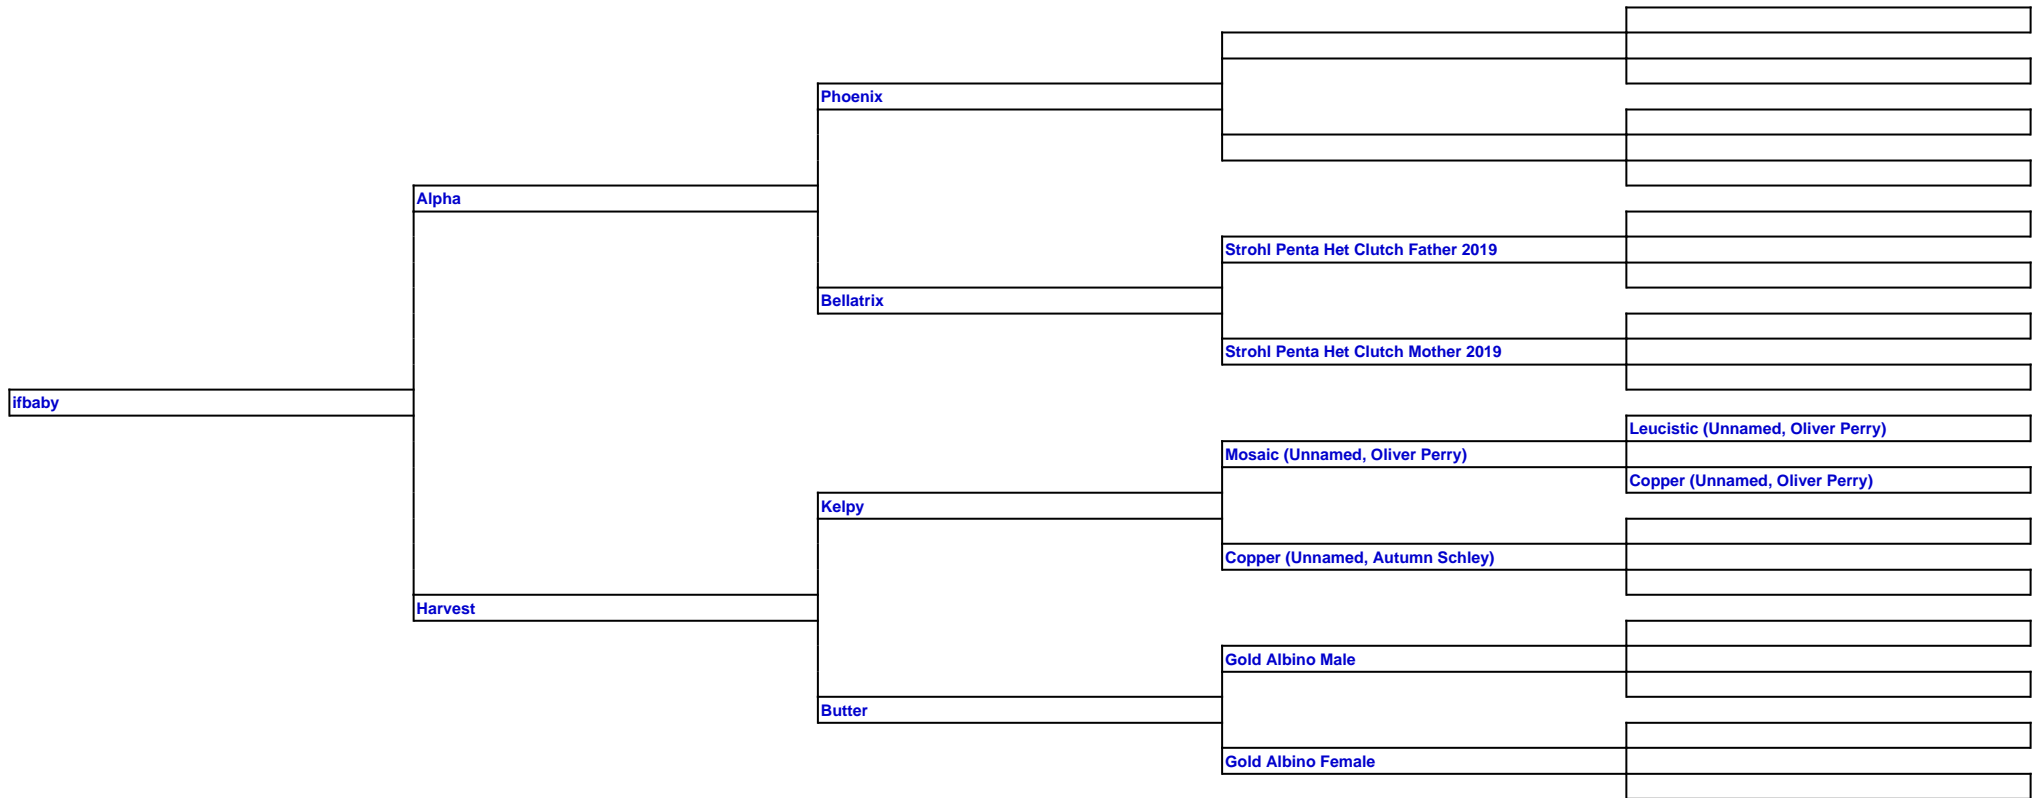 Phoenix
Alpha
Strohl Penta Het Clutch Father 2019
Bellatrix
Strohl Penta Het Clutch Mother 2019
ifbaby
Leucistic (Unnamed, Oliver Perry)
Mosaic (Unnamed, Oliver Perry)
Copper (Unnamed, Oliver Perry)
Kelpy
Copper (Unnamed, Autumn Schley)
Harvest
Gold Albino Male
Butter
Gold Albino Female